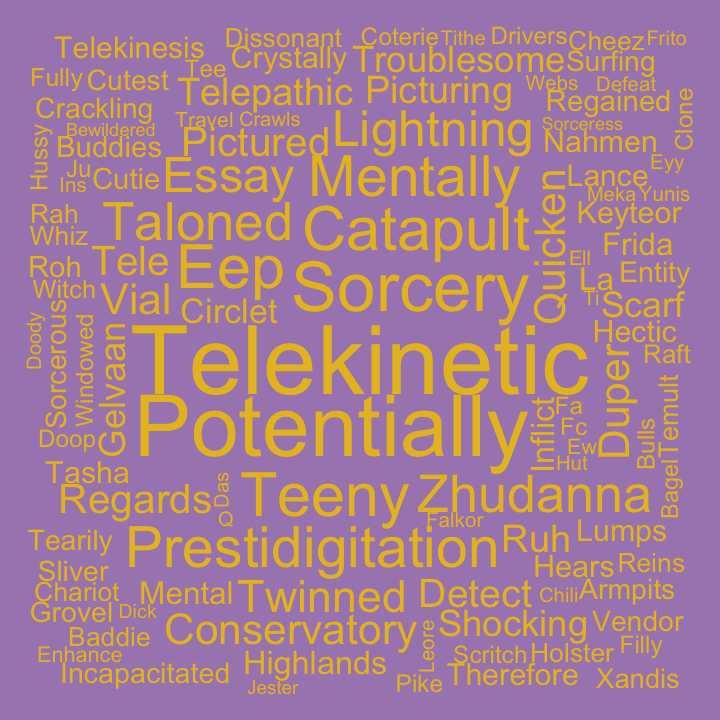 Telekinesis
Dissonant
Coterie
Tithe
Drivers
Cheez
Frito
Fully
Cutest
Tee
Crystally
Troublesome
Surfing
Telepathic
Picturing
Webs
Defeat
Regained
Crackling
Bewildered
Travel
Crawls
Lightning
Sorceress
Clone
Hussy
Buddies
Pictured
Nahmen
Ju
Ins
Cutie
Essay
Mentally
Lance
Eyy
Meka
Yunis
Rah
Whiz
Taloned
Catapult
Quicken
Keyteor
Roh
Tele
Eep
Frida
Ell
La
Entity
Witch
Vial
Sorcery
Ti
Scarf
Circlet
Doody
Sorcerous
Windowed
Gelvaan
Telekinetic
Hectic
Duper
Raft
Potentially
Inflict
Fa
Fc
Ew
Hut
Bulls
Temult
Bagel
Doop
Tasha
Regards
Das
Q
Teeny
Zhudanna
Falkor
Tearily
Prestidigitation
Ruh
Lumps
Sliver
Hears
Reins
Chariot
Mental
Twinned
Detect
Chili
Armpits
Grovel
Dick
Baddie
Conservatory
Leore
Shocking
Vendor
Enhance
Scritch
Holster
Filly
Incapacitated
Highlands
Jester
Pike
Therefore
Xandis